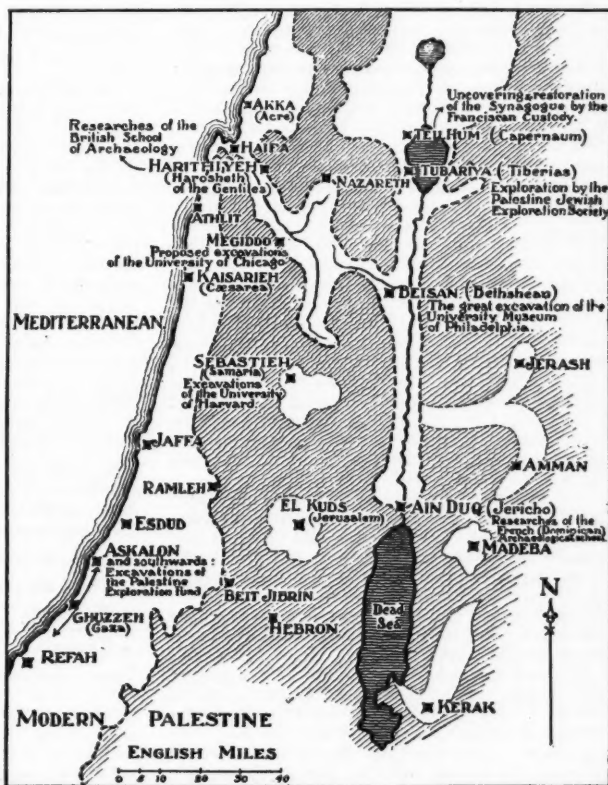 AKKA
(Acre)
Researches of the
British School
of Archaeology
HAIFA
HARITHIYEH
(Harosheth
of the Gentiles)
ATHLIT
NAZARETH
MEGIDDO
Proposed excavations
of the University of Chicago
KAISARIEH
(Cæsarea)
MEDITERRANEAN
Uncovering & restoration
of the Synagogue by the
Franciscan Custody.
TELL HUM (Capernaum)
TUBARIYA (Tiberias)
Exploration by the
Palestine Jewish
Exploration Society
BEISAN (Bethshean)
The great excavation of the
University Museum
of Philadelphia.
SEBASTIEH
(Samaria)
Excavations
of the University
of Harvard.
JERASH
JAFFA
AMMAN
RAMLEH
EL KUDS
(Jerusalem)
AIN DUQ (Jericho)
Researches of the
French (Dominican)
Archæological school
MADEBA
ESDUD
ASKALON
and southwards:
Excavations of
the Palestine
Exploration Fund
BEIT JIBRIN
GHUZZEH
(Gaza)
HEBRON
Dead
Sea
N
REFAH
KERAK
MODERN PALESTINE
ENGLISH MILES
0 5 10 20 30 40